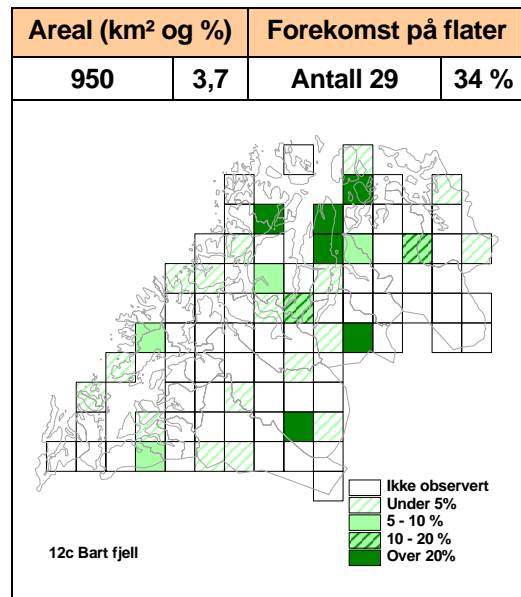 Areal (km² og %) Forekomst på flater
950 3,7 Antall 29 34 %
Ikke observert
Under 5%
5 - 10 %
10 - 20 %
Over 20%
12c Bart fjell